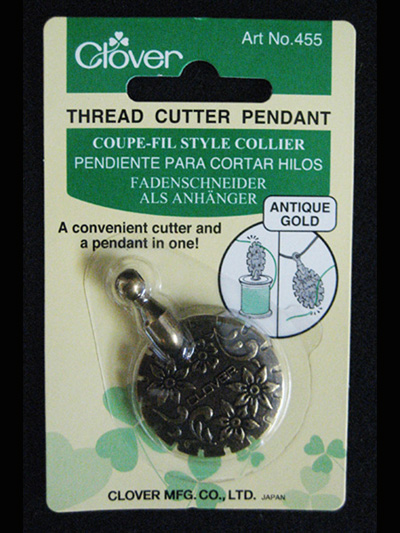 Clover
Art No.455
THREAD CUTTER PENDANT
COUPE-FIL STYLE COLLIER
PENDIENTE PARA CORTAR HILOS
FADENSCHNEIDER
ALS ANHÄNGER
ANTIQUE
GOLD
A convenient cutter and
a pendant in one!
CLOVER
CLOVER MFG.CO.,LTD. JAPAN